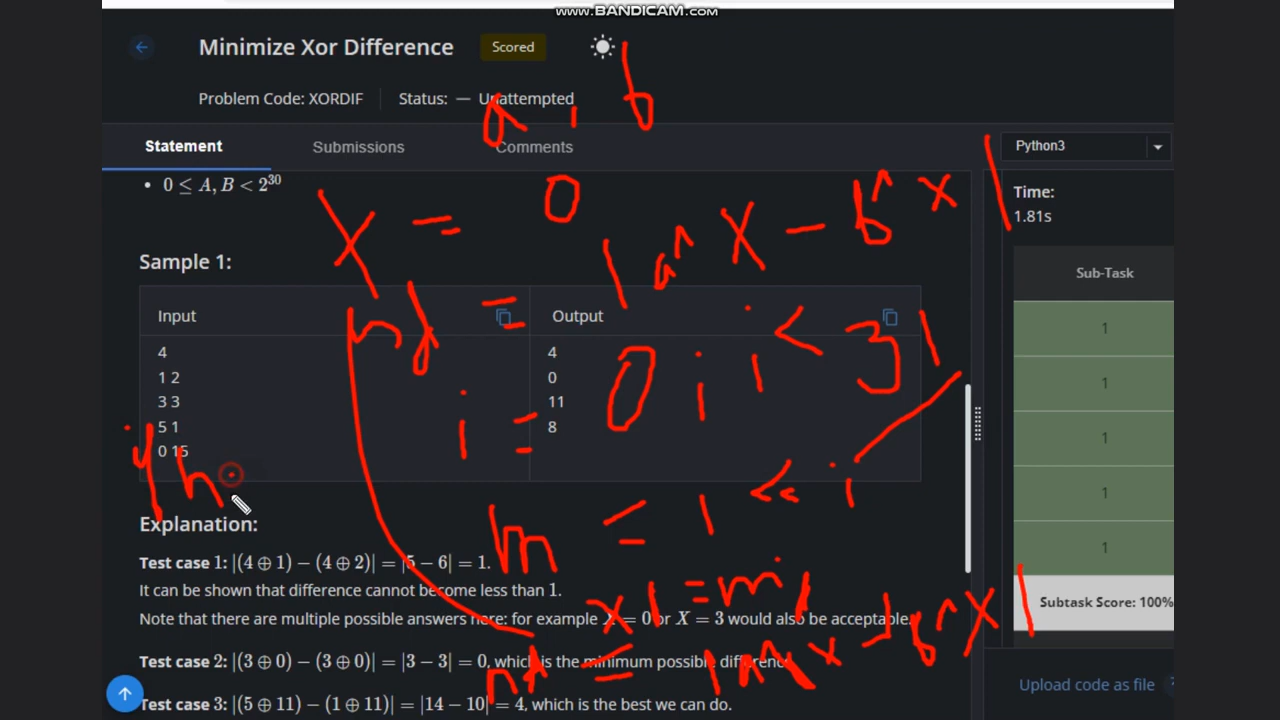 www.BANDICAM.com
Minimize Xor Difference Scored
Problem Code: XORDIF Status: — Unattempted
a, b
Statement Submissions Comments
Python3
• 0 ≤ A, B < 2^30
x = 0
Time:
1.81s
|a^x - b^x|
Sample 1:
Sub-Task
Input Output
4
1 2
3 3
5 1
0 15
4
0
11
8
i = 0; i < 31
m = 1 << i
1
1
1
1
1
Subtask Score: 100%
Explanation:
Test case 1: |(4 ⊕ 1) − (4 ⊕ 2)| = |5 − 6| = 1.
It can be shown that difference cannot become less than 1.
Note that there are multiple possible answers here: for example X = 0 or X = 3 would also be acceptable.
x |= m;
Test case 2: |(3 ⊕ 0) − (3 ⊕ 0)| = |3 − 3| = 0, which is the minimum possible difference.
Test case 3: |(5 ⊕ 11) − (1 ⊕ 11)| = |14 − 10| = 4, which is the best we can do.
Upload code as file